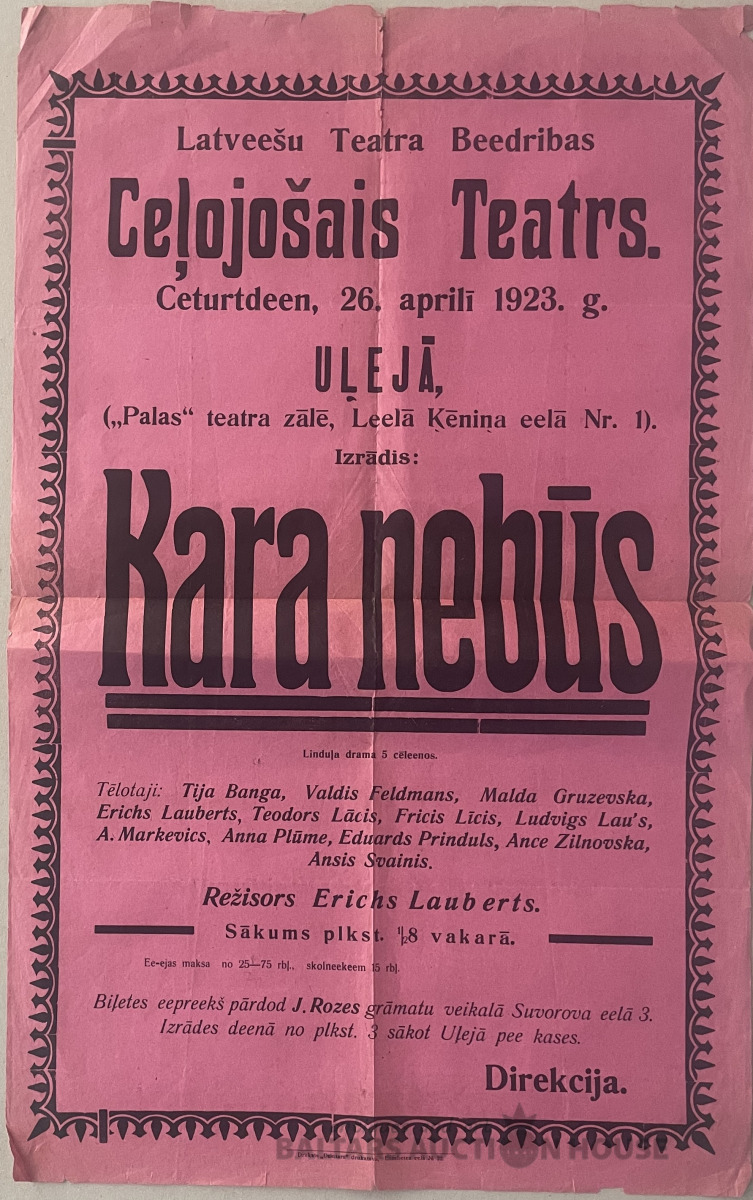 Latveešu Teatra Beedribas
Ceļojošais Teatrs.
Ceturtdeen, 26. aprilī 1923. g.
UĻEJĀ,
(„Palas“ teatra zālē, Leelā Ķēniņa eelā Nr. 1).
Izrādis:
Kara nebūs
Linduļa drama 5 cēleenos.
Tēlotaji: Tija Banga, Valdis Feldmans, Malda Gruzevska,
Erichs Lauberts, Teodors Lācis, Fricis Līcis, Ludvigs Lau's,
A. Markevics, Anna Plūme, Eduards Prinduls, Ance Zilnovska,
Ansis Svainis.
Režisors Erichs Lauberts.
Sākums plkst. ½8 vakarā.
Ee-ejas maksa no 25—75 rbļ., skolneekeem 15 rbļ.
Biļetes eepreekš pārdod J. Rozes grāmatu veikalā Suvorova eelā 3.
Izrādes deenā no plkst. 3 sākot Uļejā pee kases.
Direkcija.
BALTARS AUCTION HOUSE